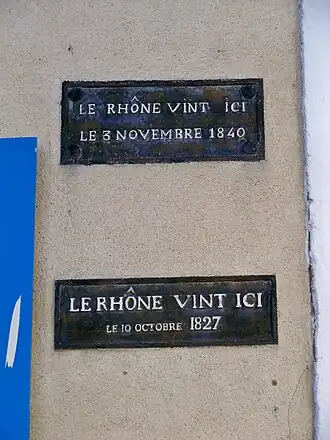 LE RHÔNE VINT ICI
LE 3 NOVEMBRE 1840
LE RHÔNE VINT ICI
LE 10 OCTOBRE 1827